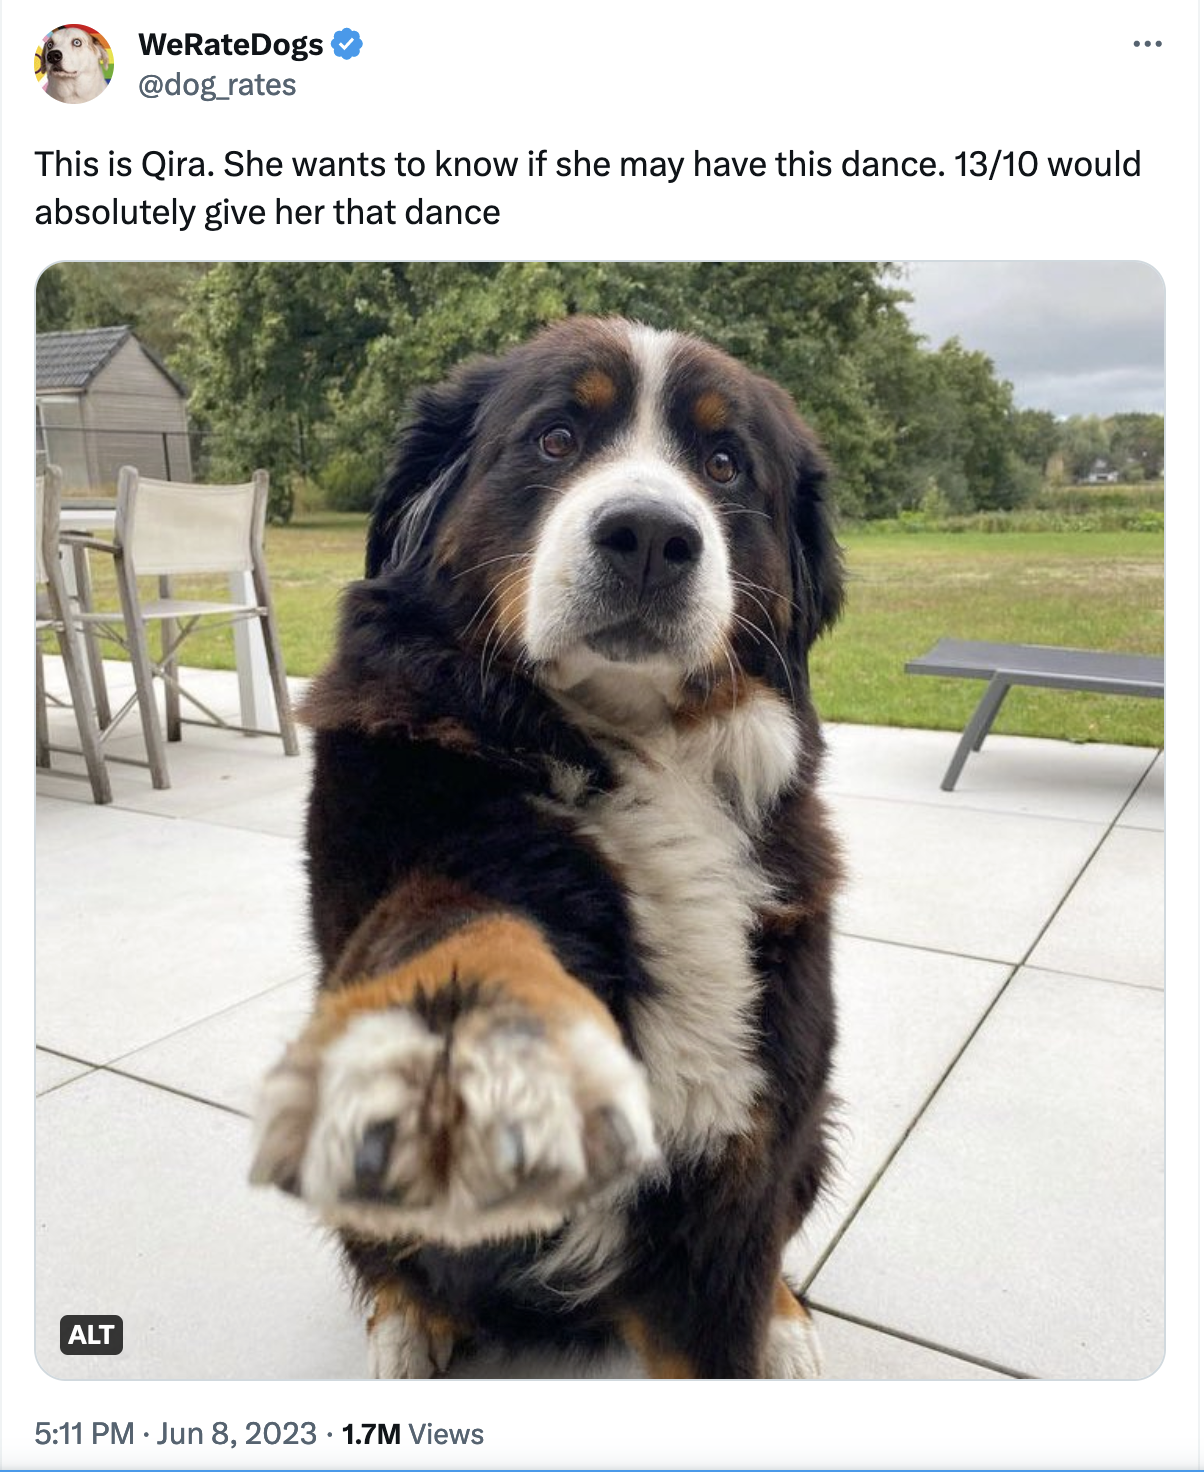 WeRateDogs
@dog_rates
This is Qira. She wants to know if she may have this dance. 13/10 would
absolutely give her that dance
ALT
5:11 PM · Jun 8, 2023 · 1.7M Views